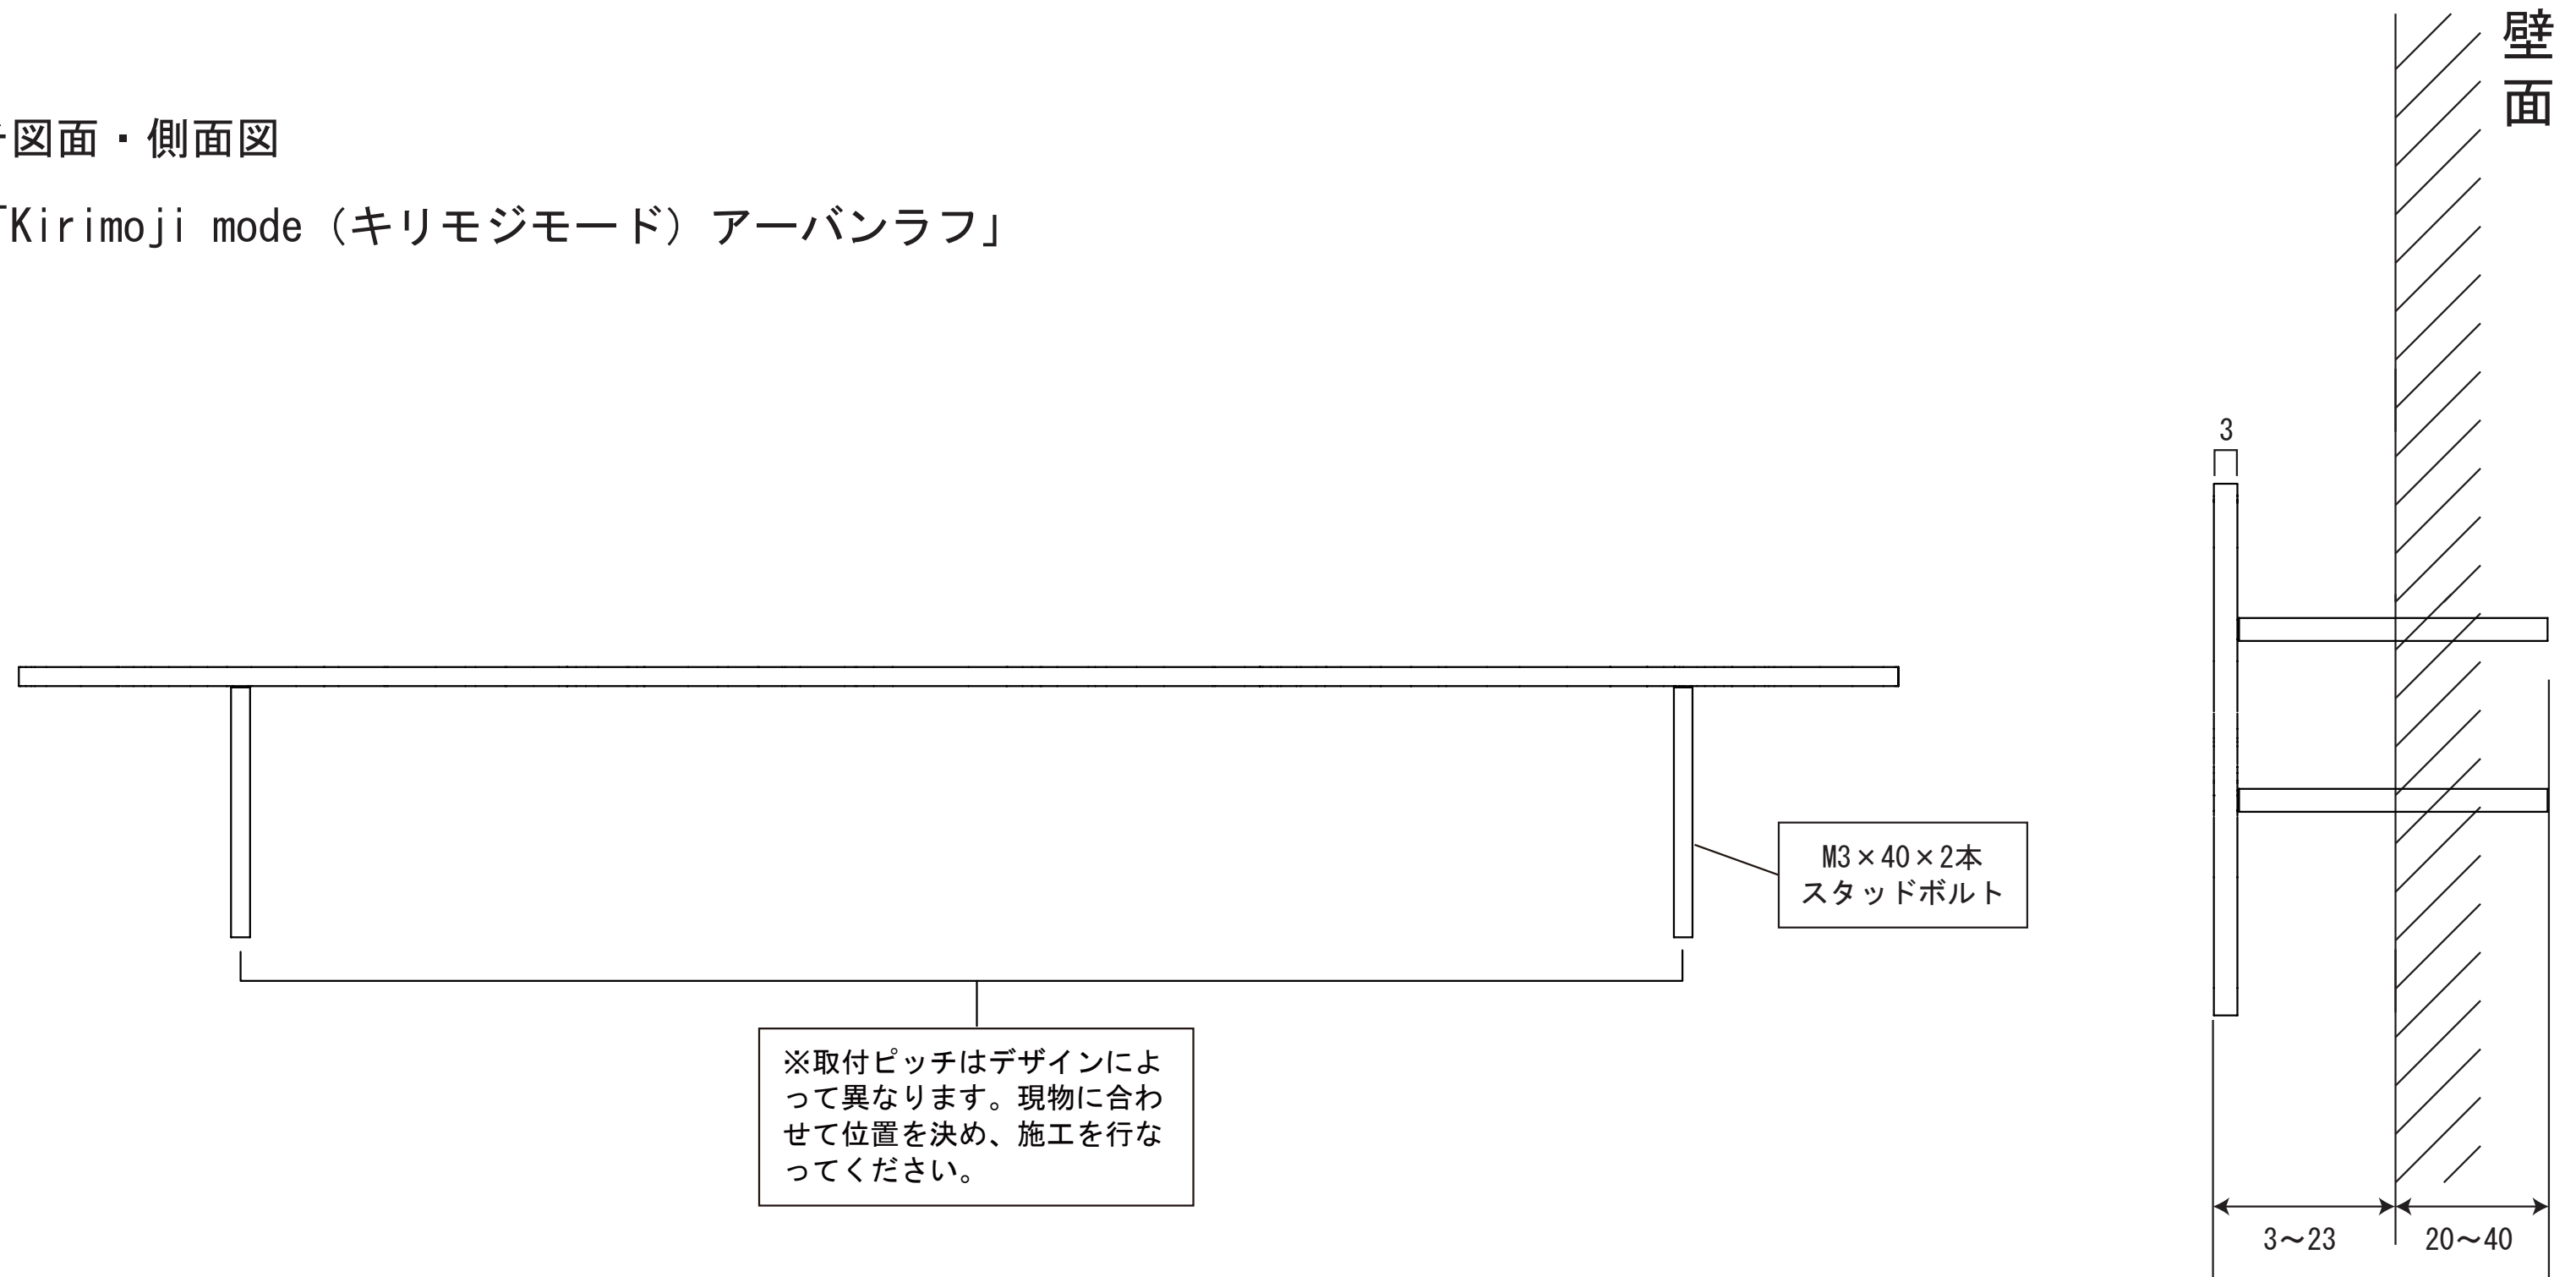 図面・側面図
「Kirimoji mode（キリモジモード）アーバンラフ」
壁面
3
M3×40×2本
スタッドボルト
※取付ピッチはデザインによ
って異なります。現物に合わ
せて位置を決め、施工を行な
ってください。
3〜23
20〜40